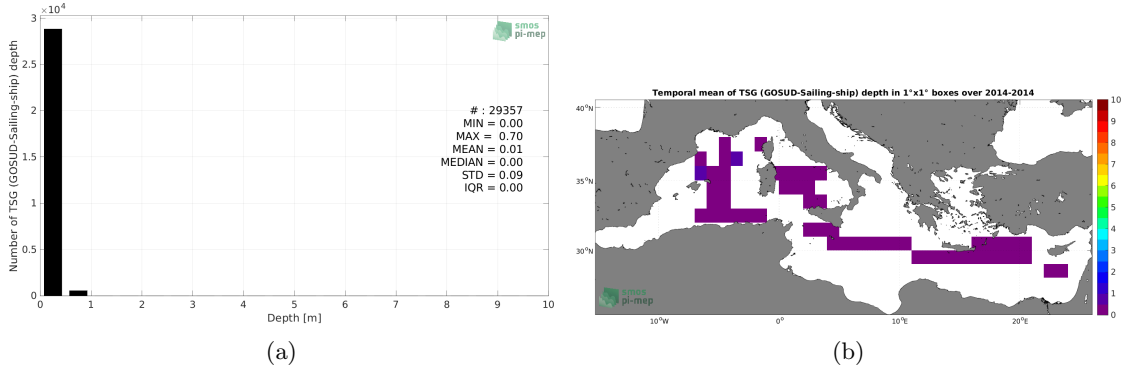 3 ×10⁴
2.5
2
1.5
1
0.5
0
Number of TSG (GOSUD-Sailing-ship) depth
smos
pi-mep
# : 29357
MIN = 0.00
MAX = 0.70
MEAN = 0.01
MEDIAN = 0.00
STD = 0.09
IQR = 0.00
0 1 2 3 4 5 6 7 8 9 10
Depth [m]
(a)
Temporal mean of TSG (GOSUD-Sailing-ship) depth in 1°x1° boxes over 2014-2014
40°N
35°N
30°N
10°W 0° 10°E 20°E
smos
pi-mep
10
9
8
7
6
5
4
3
2
1
0
(b)